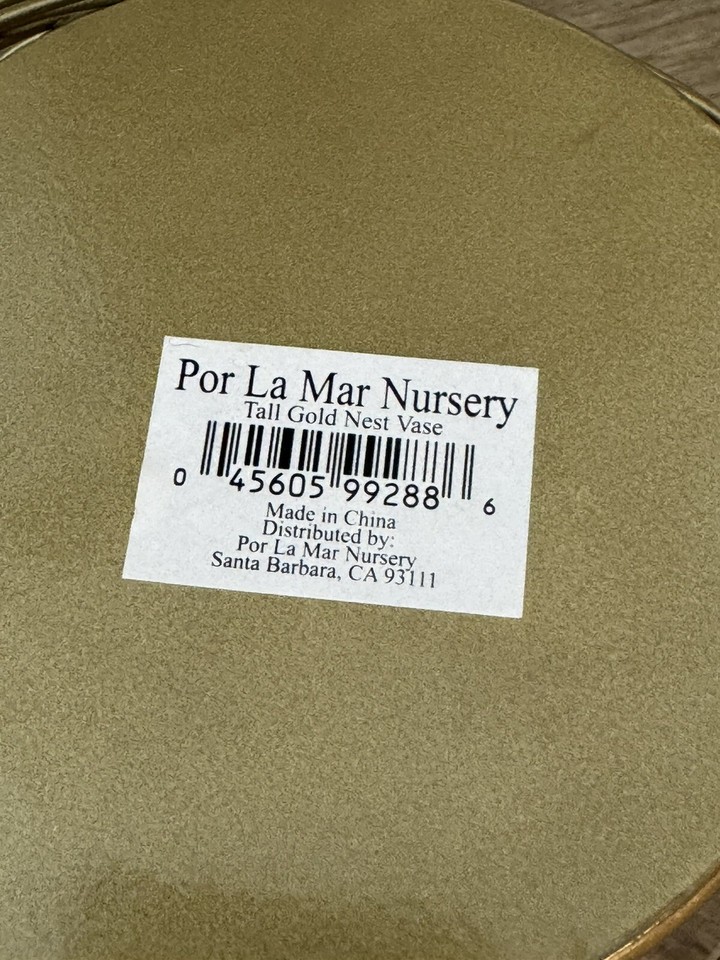 Por La Mar Nursery
Tall Gold Nest Vase
0 45605 99288 6
Made in China
Distributed by:
Por La Mar Nursery
Santa Barbara, CA 93111